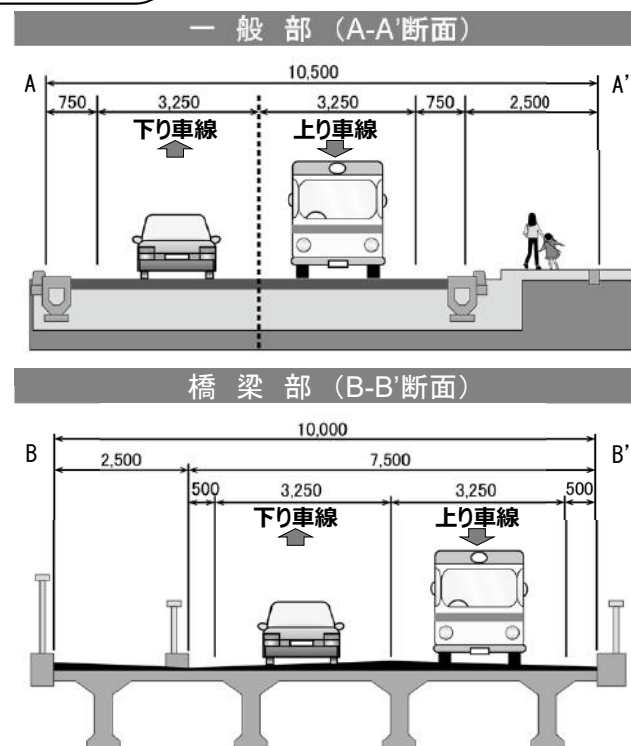 一 般 部 (A-A'断面)
A 10,500 A'
750 3,250 3,250 750 2,500
下り車線 上り車線
橋 梁 部 (B-B'断面)
B 10,000 B'
2,500 7,500
500 3,250 3,250 500
下り車線 上り車線